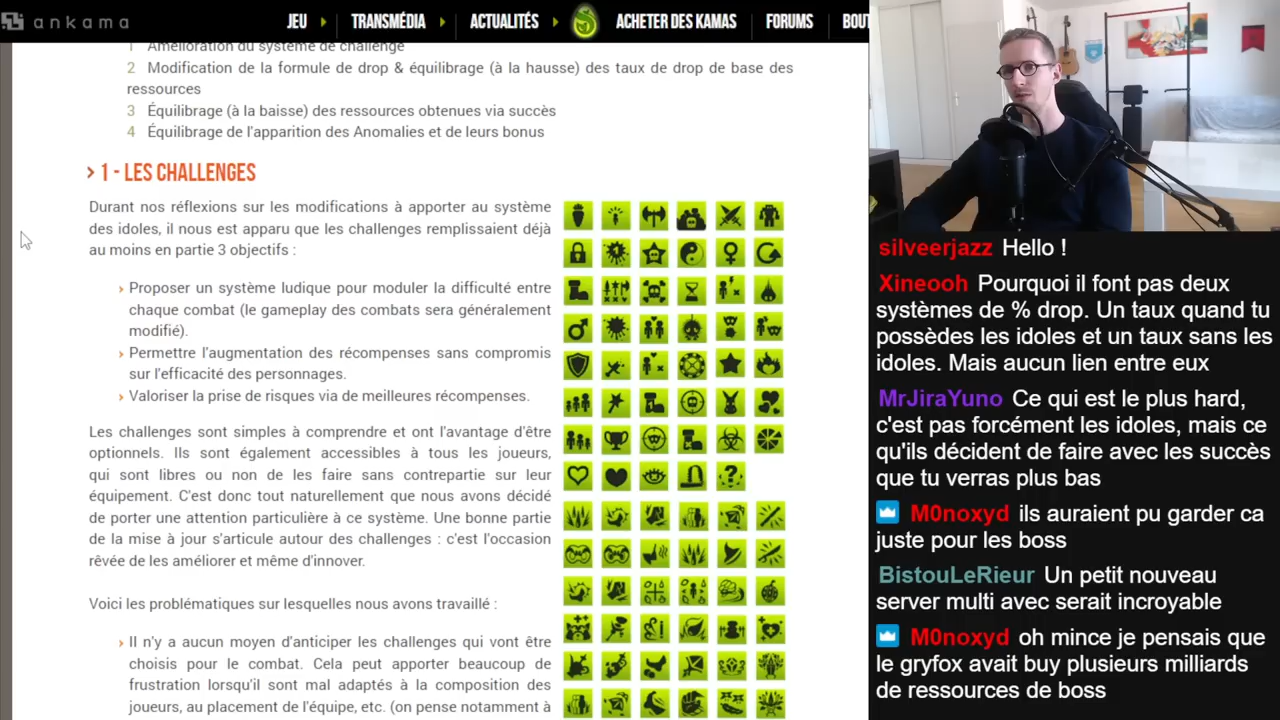 ankama
JEU TRANSMÉDIA ACTUALITÉS ACHETER DES KAMAS FORUMS BOUT
1 Amélioration du système de challenge
2 Modification de la formule de drop & équilibrage (à la hausse) des taux de drop de base des
ressources
3 Équilibrage (à la baisse) des ressources obtenues via succès
4 Équilibrage de l'apparition des Anomalies et de leurs bonus
1 - LES CHALLENGES
Durant nos réflexions sur les modifications à apporter au système
des idoles, il nous est apparu que les challenges remplissaient déjà
au moins en partie 3 objectifs :
Proposer un système ludique pour moduler la difficulté entre
chaque combat (le gameplay des combats sera généralement
modifié).
Permettre l'augmentation des récompenses sans compromis
sur l'efficacité des personnages.
Valoriser la prise de risques via de meilleures récompenses.
Les challenges sont simples à comprendre et ont l'avantage d'être
optionnels. Ils sont également accessibles à tous les joueurs,
qui sont libres ou non de les faire sans contrepartie sur leur
équipement. C'est donc tout naturellement que nous avons décidé
de porter une attention particulière à ce système. Une bonne partie
de la mise à jour s'articule autour des challenges : c'est l'occasion
rêvée de les améliorer et même d'innover.
Voici les problématiques sur lesquelles nous avons travaillé :
Il n'y a aucun moyen d'anticiper les challenges qui vont être
choisis pour le combat. Cela peut apporter beaucoup de
frustration lorsqu'il sont mal adaptés à la composition des
joueurs, au placement de l'équipe, etc. (on pense notamment à
silveerjazz Hello !
Xineooh Pourquoi il font pas deux
systèmes de % drop. Un taux quand tu
possèdes les idoles et un taux sans les
idoles. Mais aucun lien entre eux
MrJiraYuno Ce qui est le plus hard,
c'est pas forcément les idoles, mais ce
qu'ils décident de faire avec les succès
que tu verras plus bas
M0noxyd ils auraient pu garder ca
juste pour les boss
BistouLeRieur Un petit nouveau
server multi avec serait incroyable
M0noxyd oh mince je pensais que
le gryfox avait buy plusieurs milliards
de ressources de boss